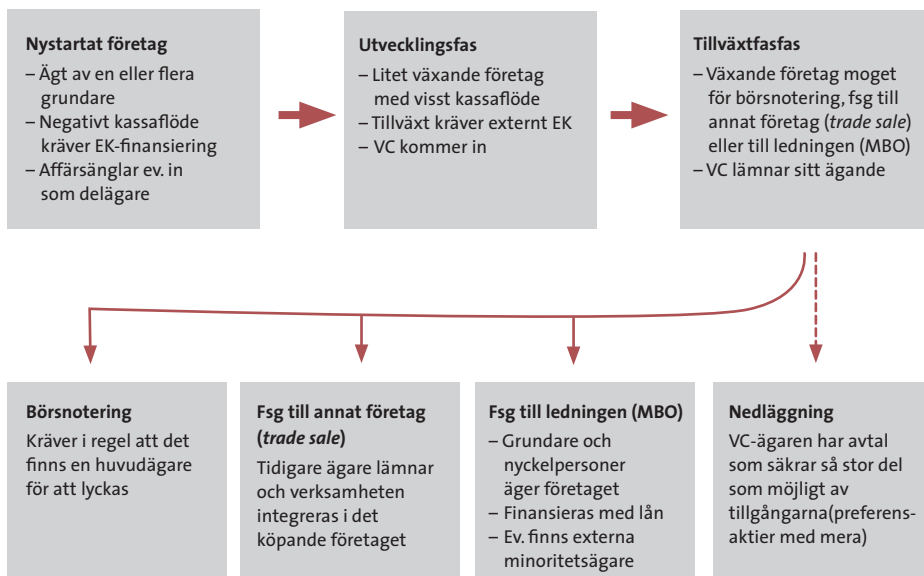 Nystartat företag
– Ägt av en eller flera
grundare
– Negativt kassaflöde
kräver EK-finansiering
– Affärsänglar ev. in
som delägare
Utvecklingsfas
– Litet växande företag
med visst kassaflöde
– Tillväxt kräver externt EK
– VC kommer in
Tillväxtfasfas
– Växande företag moget
för börsnotering, fsg till
annat företag (trade sale)
eller till ledningen (MBO)
– VC lämnar sitt ägande
Börsnotering
Kräver i regel att det
finns en huvudägare
för att lyckas
Fsg till annat företag
(trade sale)
Tidigare ägare lämnar
och verksamheten
integreras i det
köpande företaget
Fsg till ledningen (MBO)
– Grundare och
nyckelpersoner
äger företaget
– Finansieras med lån
– Ev. finns externa
minoritetsägare
Nedläggning
VC-ägaren har avtal
som säkrar så stor del
som möjligt av
tillgångarna(preferens-
aktier med mera)